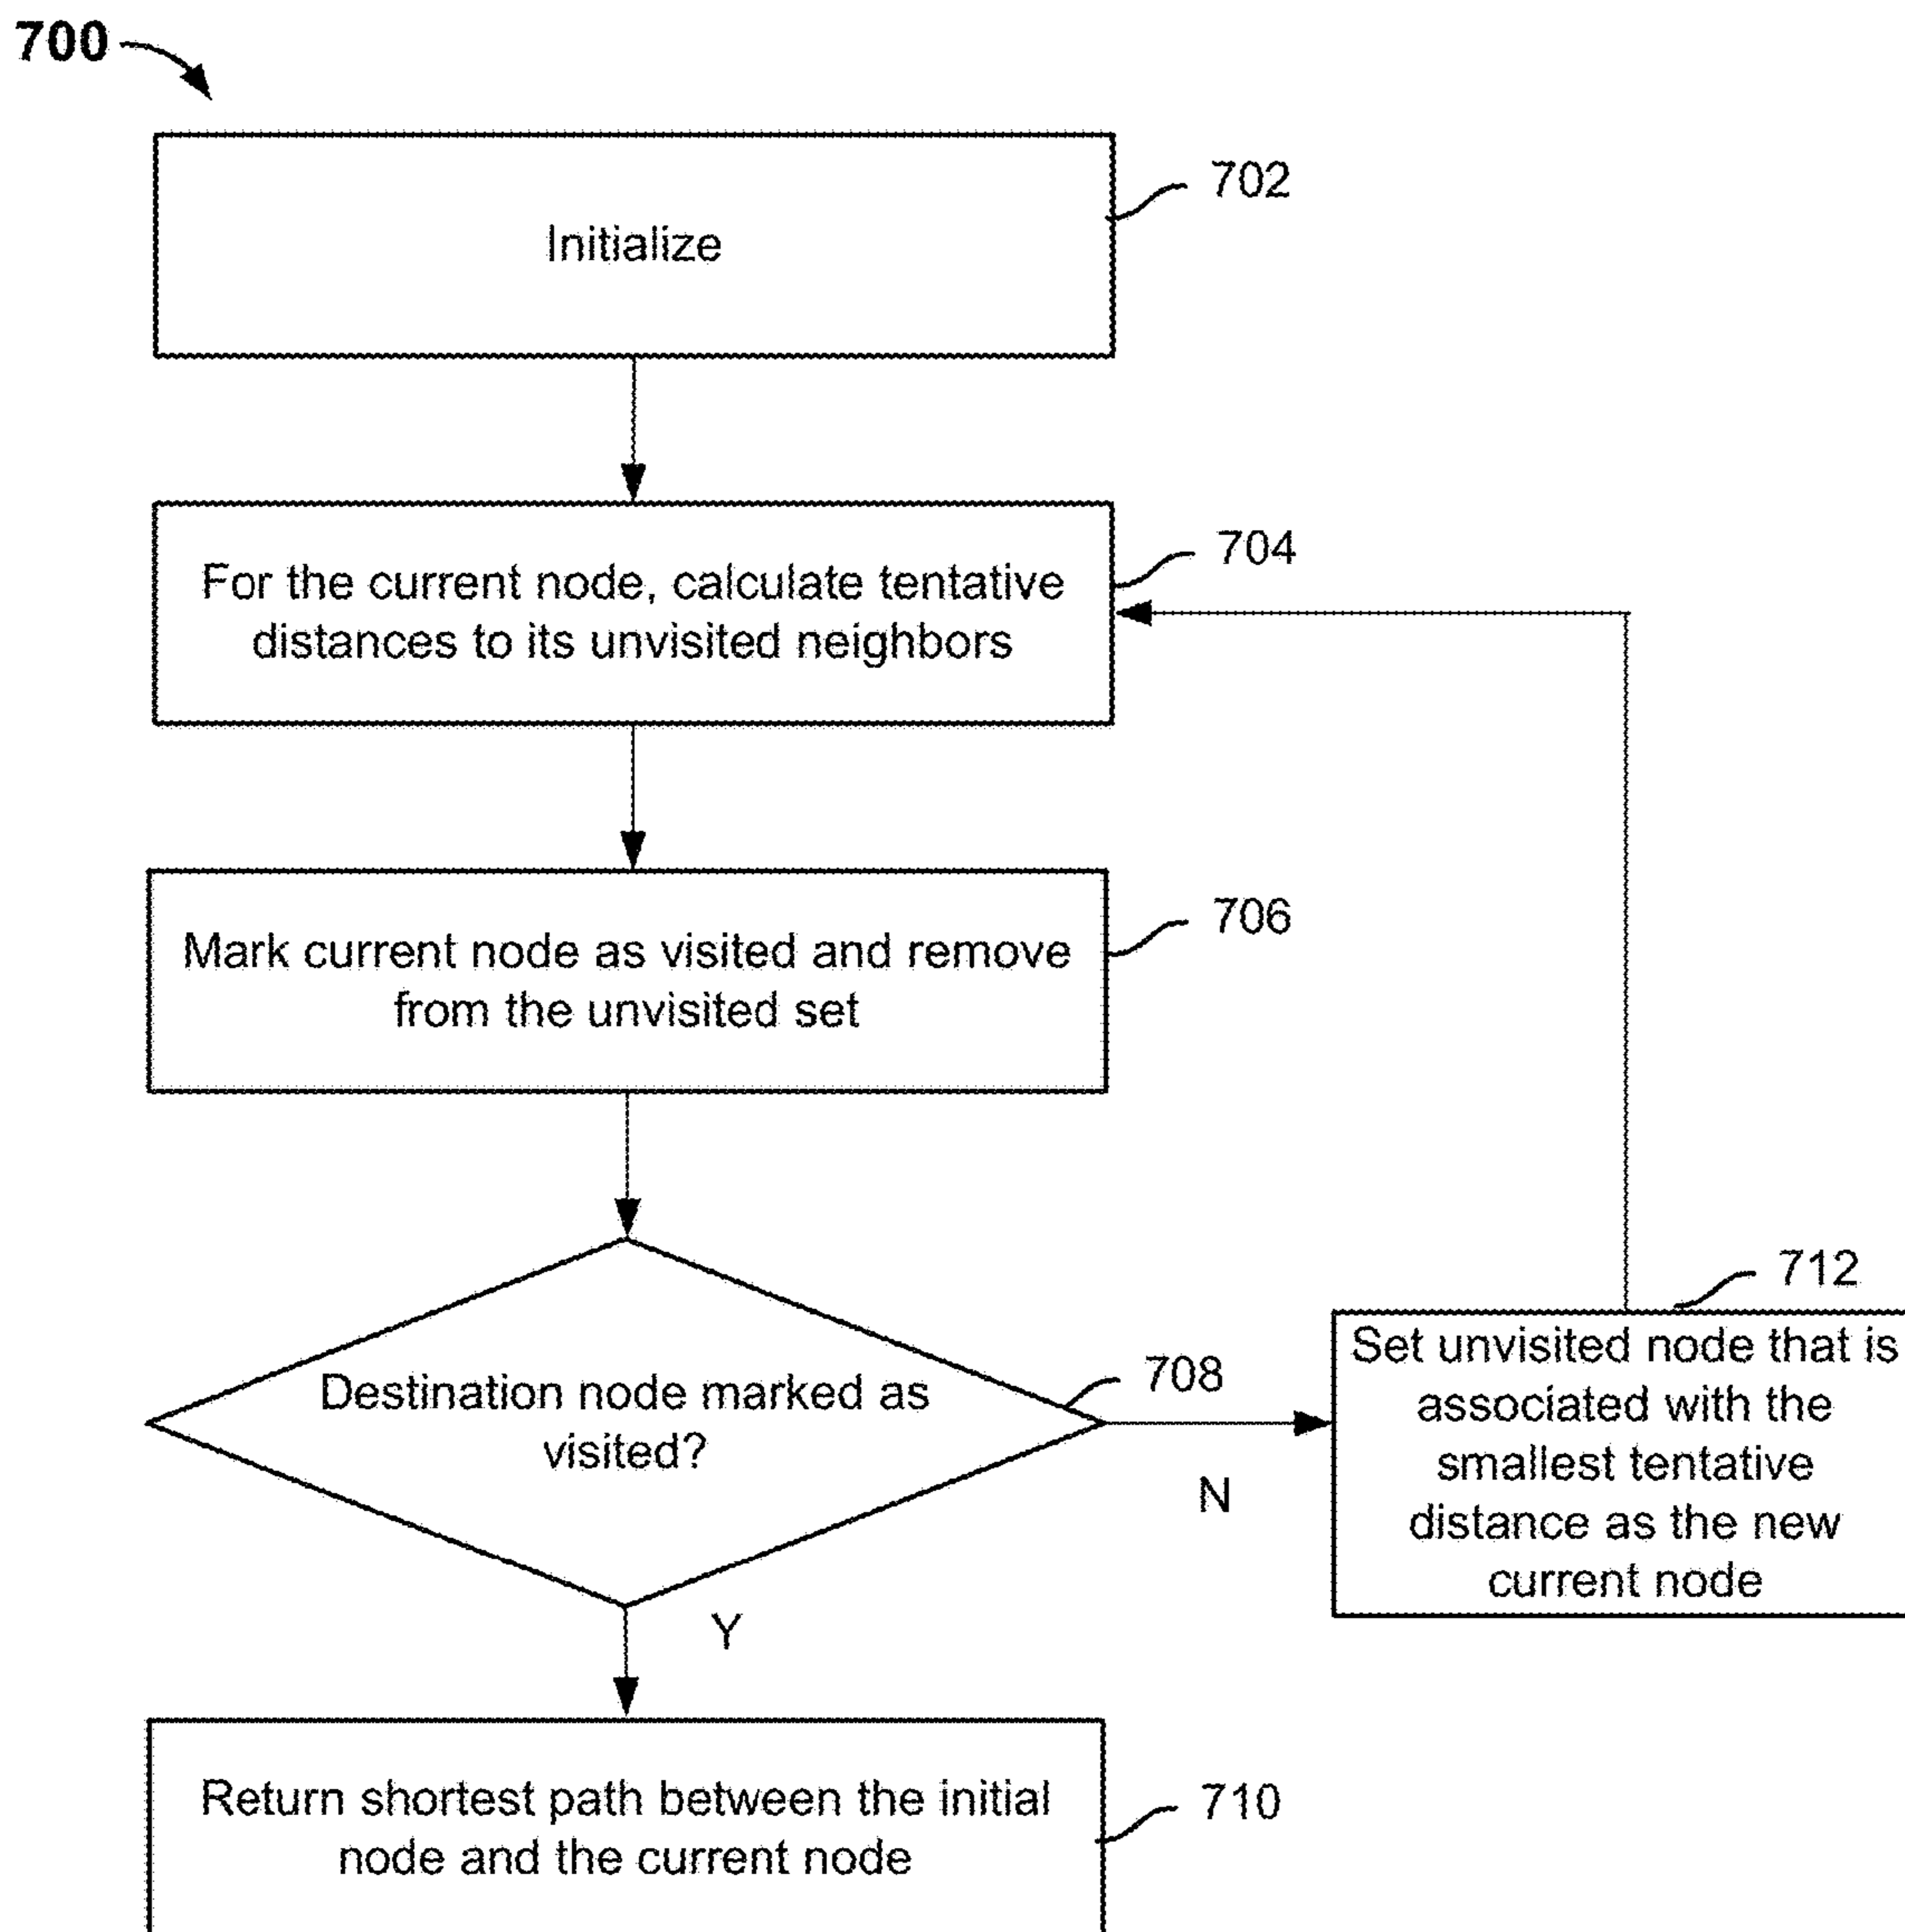 700
702
Initialize
704
For the current node, calculate tentative
distances to its unvisited neighbors
706
Mark current node as visited and remove
from the unvisited set
708
Destination node marked as
visited?
N
712
Set unvisited node that is
associated with the
smallest tentative
distance as the new
current node
Y
710
Return shortest path between the initial
node and the current node